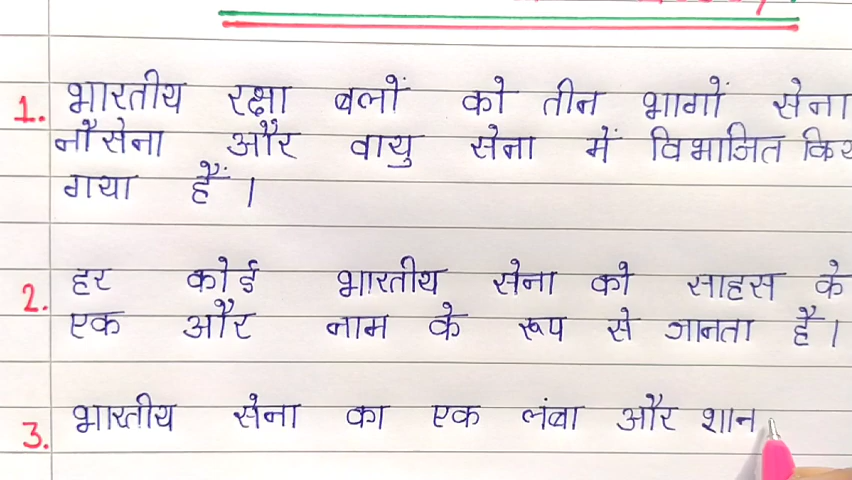 1. भारतीय रक्षा बलों को तीन भागों सेना
नौसेना और वायु सेना में विभाजित किय
गया हैं।
2. हर कोई भारतीय सेना को साहस के
एक और नाम के रूप से जानता है।
3. भारतीय सेना का एक लंबा और शान